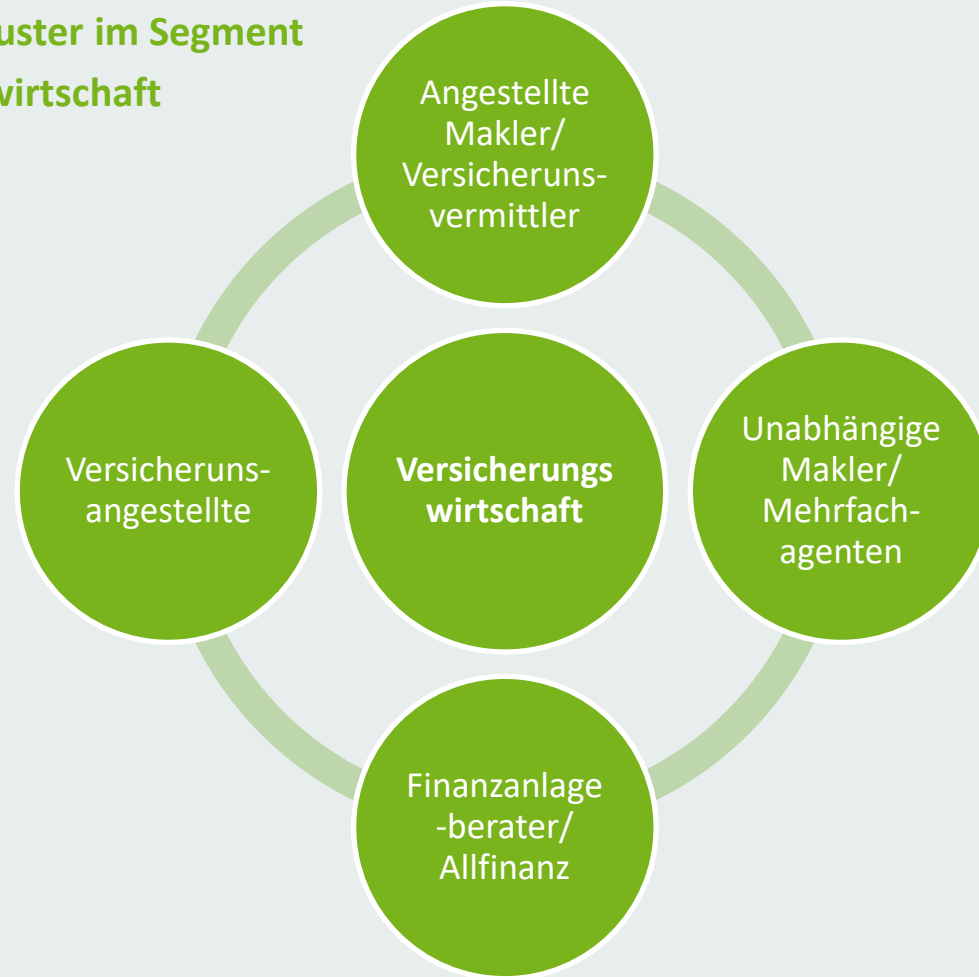 uster im Segment
wirtschaft
Angestellte
Makler/
Versicheruns-
vermittler
Versicheruns-
angestellte
Versicherungs
wirtschaft
Unabhängige
Makler/
Mehrfach-
agenten
Finanzanlage
-berater/
Allfinanz